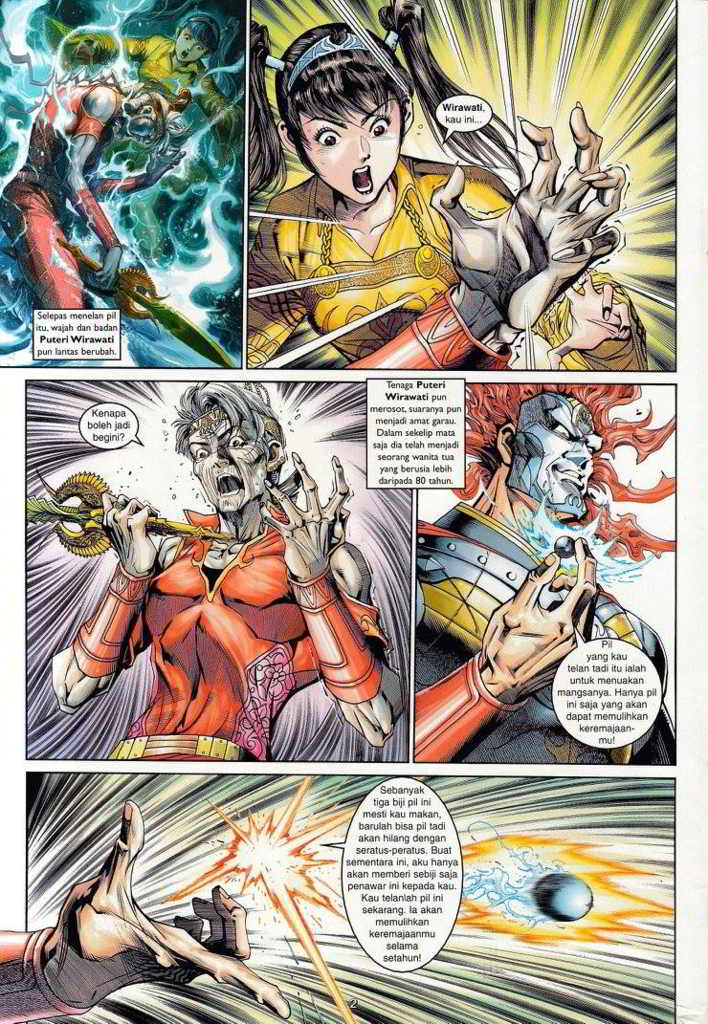 Selepas menelan pil
itu, wajah dan badan
Puteri Wirawati
pun lantas berubah.
Wirawati,
kau ini...
Kenapa
boleh jadi
begini?
Tenaga Puteri
Wirawati pun
merosot, suaranya pun
menjadi amat garau.
Dalam sekelip mata
saja dia telah menjadi
seorang wanita tua
yang berusia lebih
daripada 80 tahun.
Pil
yang kau
telan tadi itu ialah
untuk menuakan
mangsanya. Hanya pil
ini saja yang akan
dapat memulihkan
keremajaan-
mu!
Sebanyak
tiga biji pil ini
mesti kau makan,
barulah bisa pil tadi
akan hilang dengan
seratus-peratus. Buat
sementara ini, aku hanya
akan memberi sebiji saja
penawar ini kepada kau.
Kau telanlah pil ini
sekarang. Ia akan
memulihkan
keremajaanmu
selama
setahun!
2